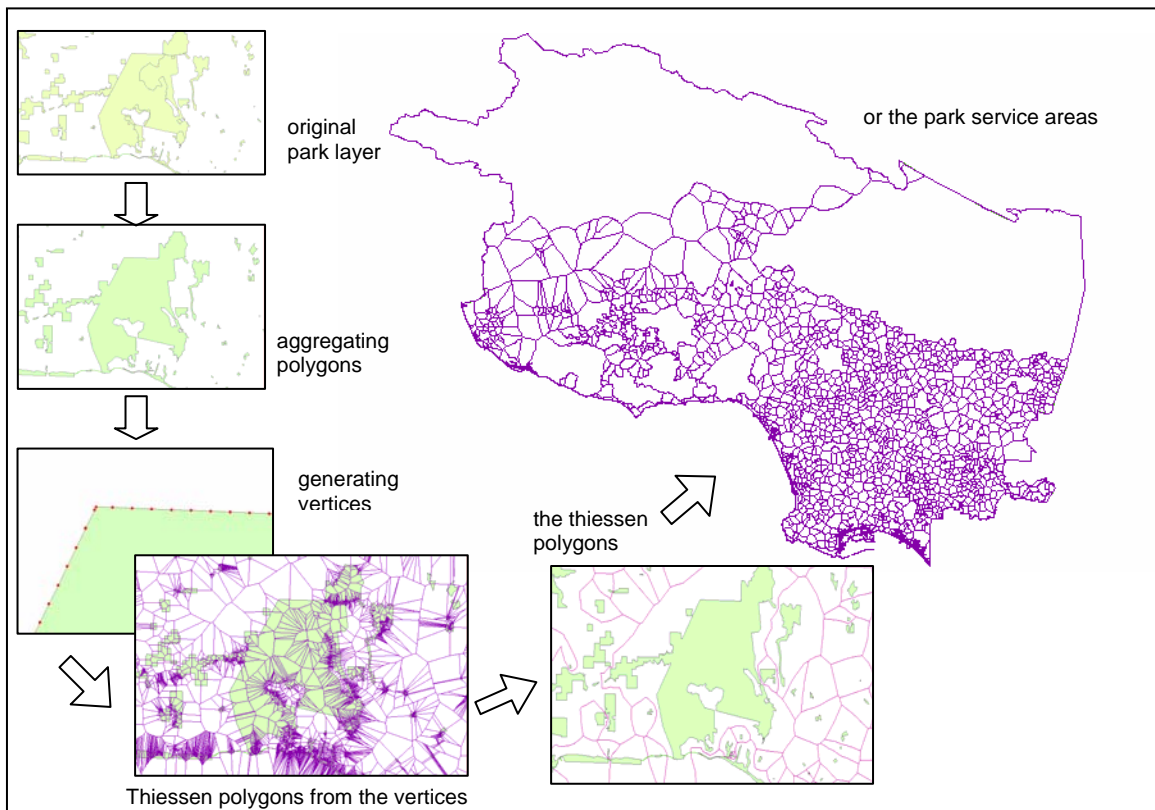 original
park layer
or the park service areas
aggregating
polygons
generating
vertices
the thiessen
polygons
Thiessen polygons from the vertices